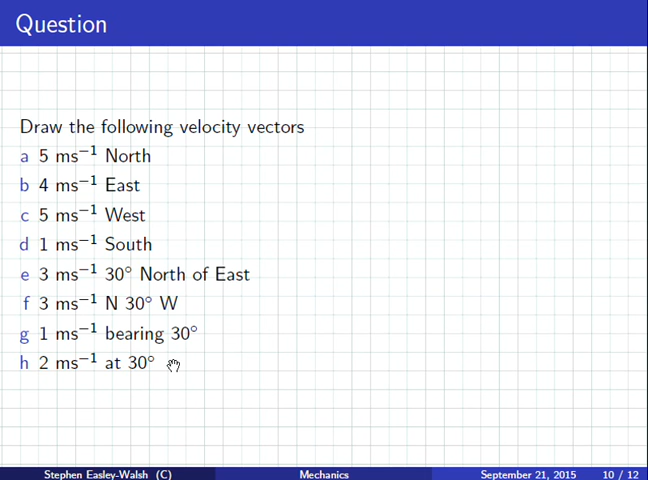 Question
Draw the following velocity vectors
a 5 ms⁻¹ North
b 4 ms⁻¹ East
c 5 ms⁻¹ West
d 1 ms⁻¹ South
e 3 ms⁻¹ 30° North of East
f 3 ms⁻¹ N 30° W
g 1 ms⁻¹ bearing 30°
h 2 ms⁻¹ at 30°
Stephen Easley-Walsh (C) Mechanics September 21, 2015 10 / 12